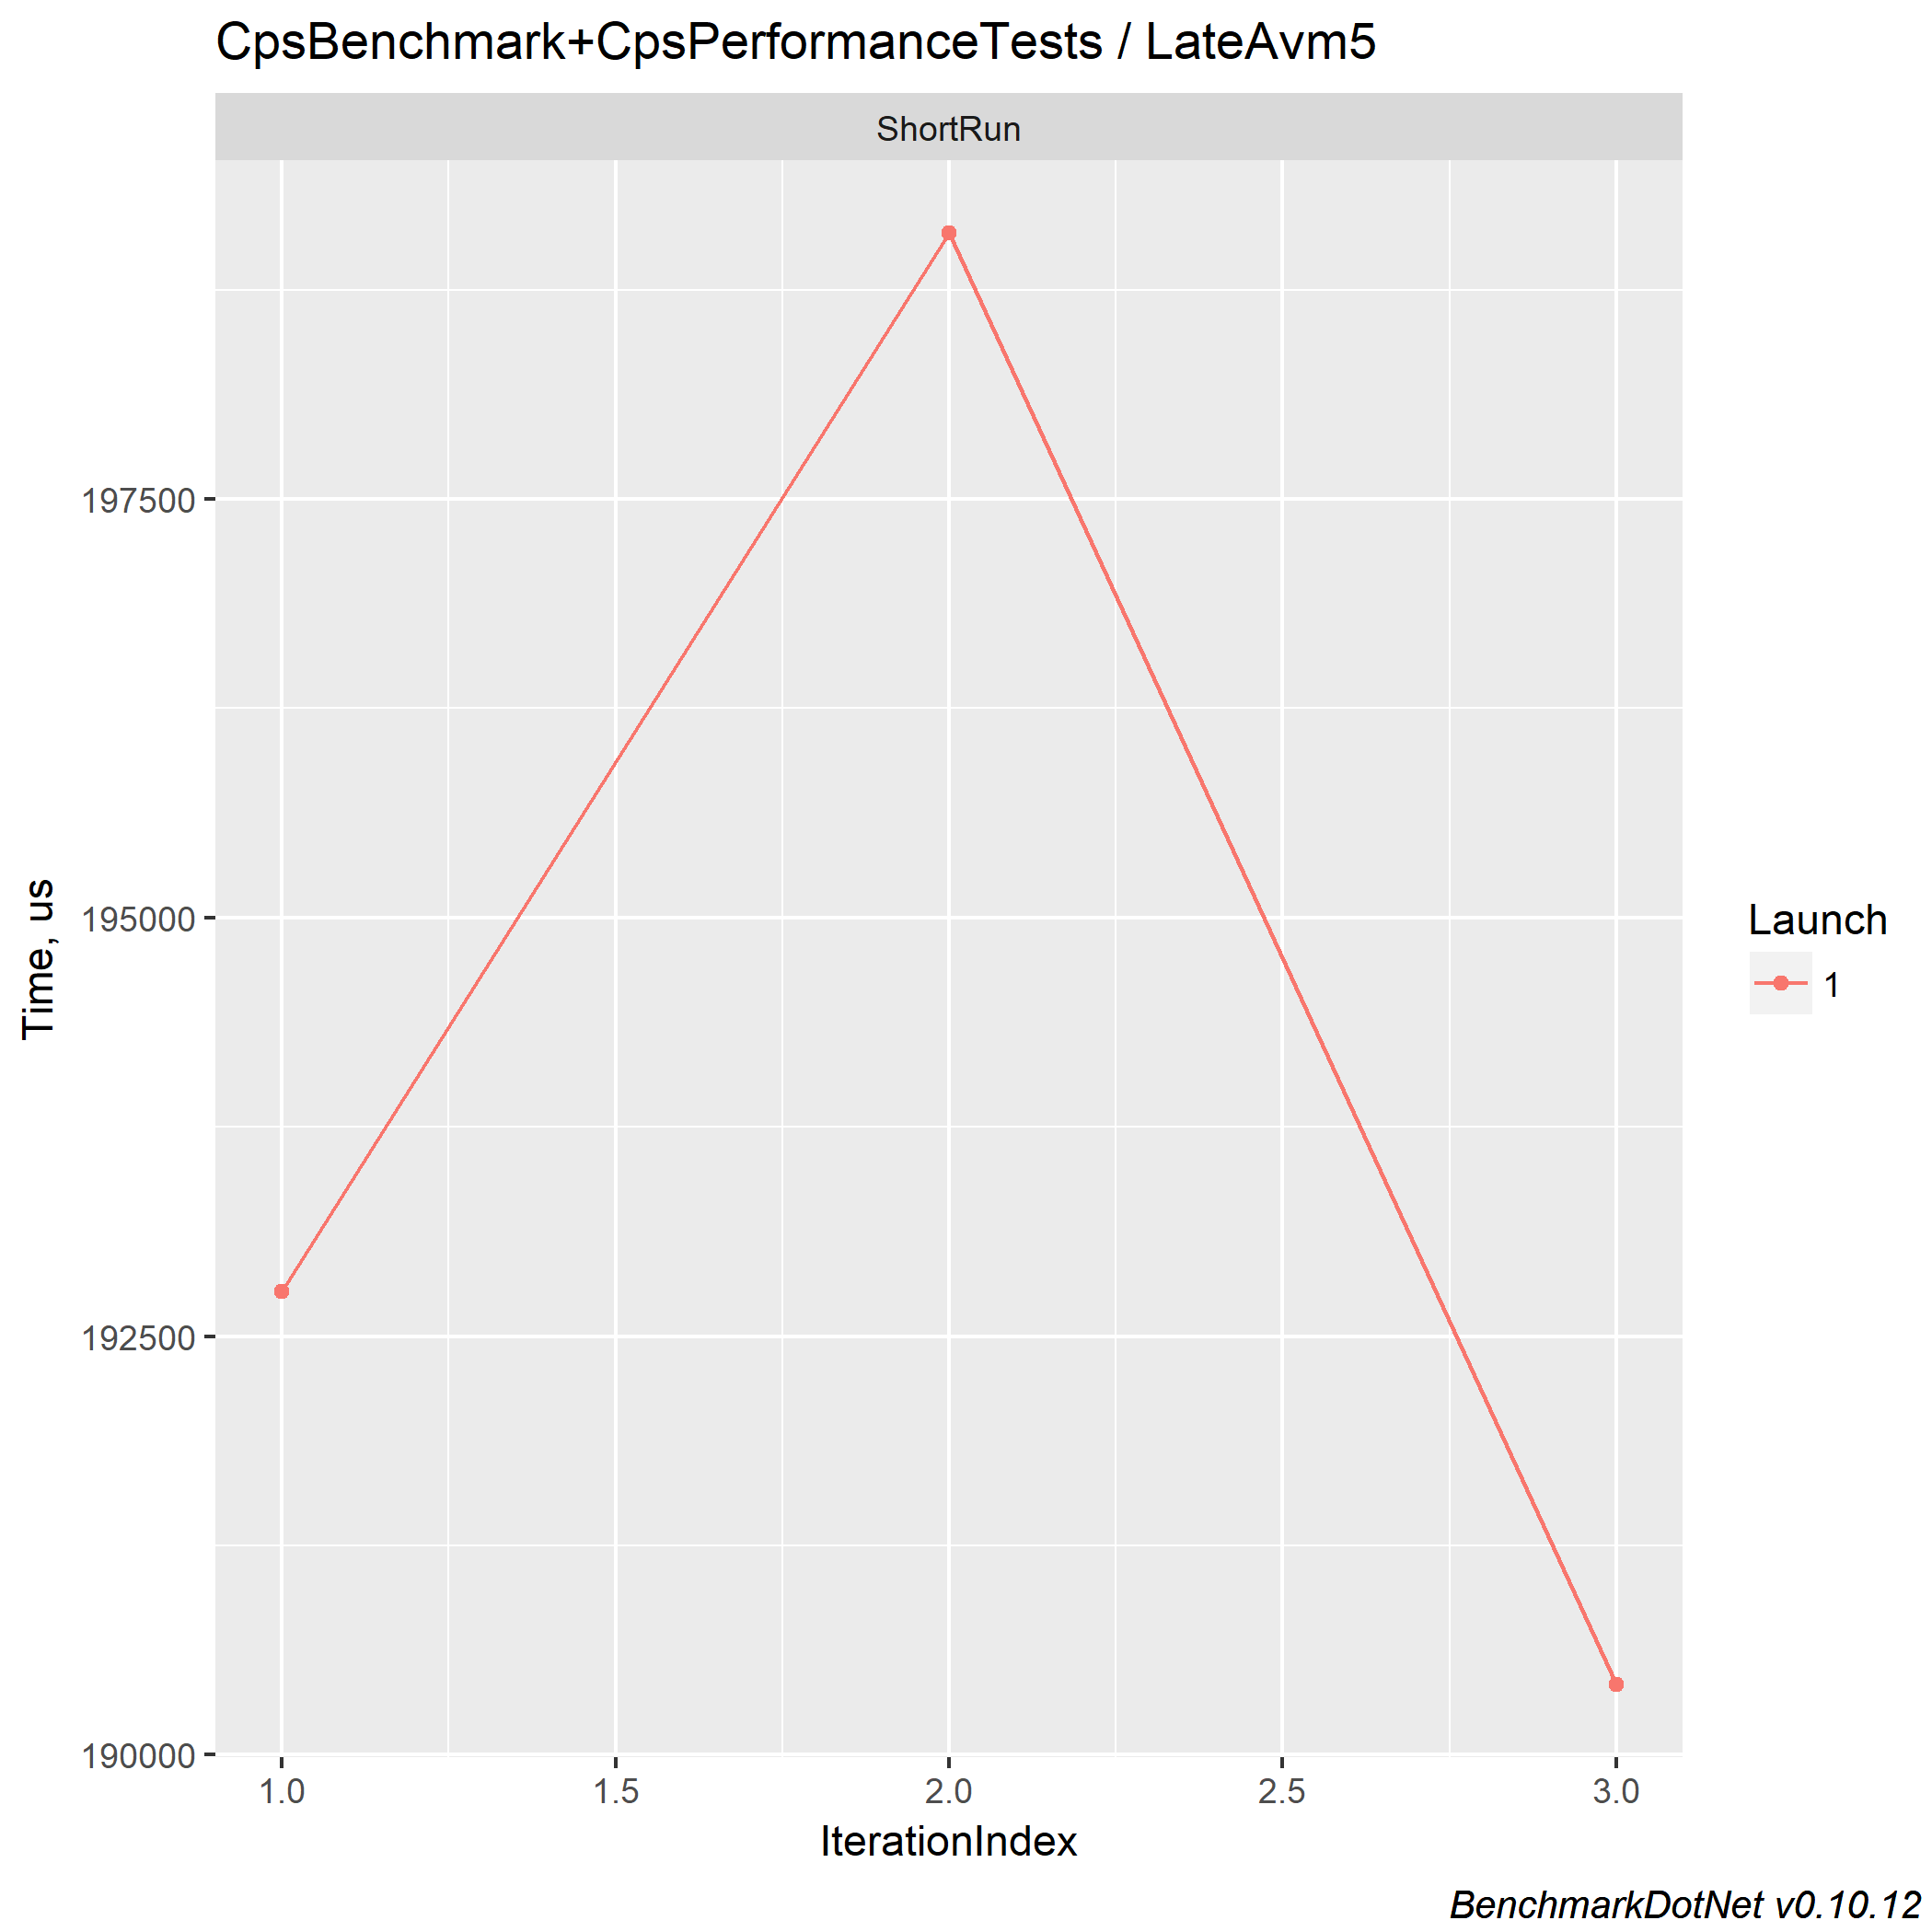 CpsBenchmark+CpsPerformanceTests / LateAvm5
ShortRun
197500
195000
192500
190000
Time, us
1.0
1.5
2.0
2.5
3.0
IterationIndex
Launch
1
BenchmarkDotNet v0.10.12